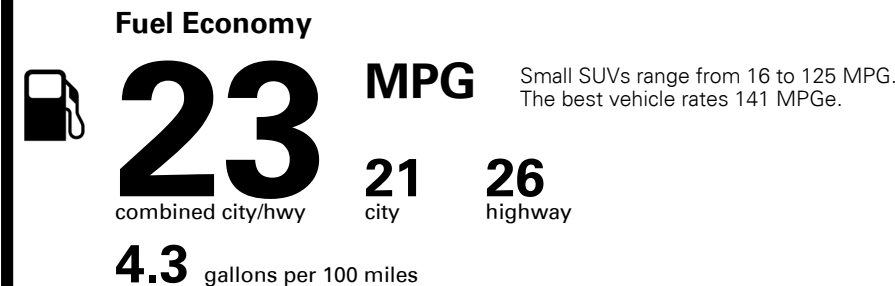 Fuel Economy
23 MPG
Small SUVs range from 16 to 125 MPG.
The best vehicle rates 141 MPGe.
combined city/hwy
21 city
26 highway
4.3 gallons per 100 miles